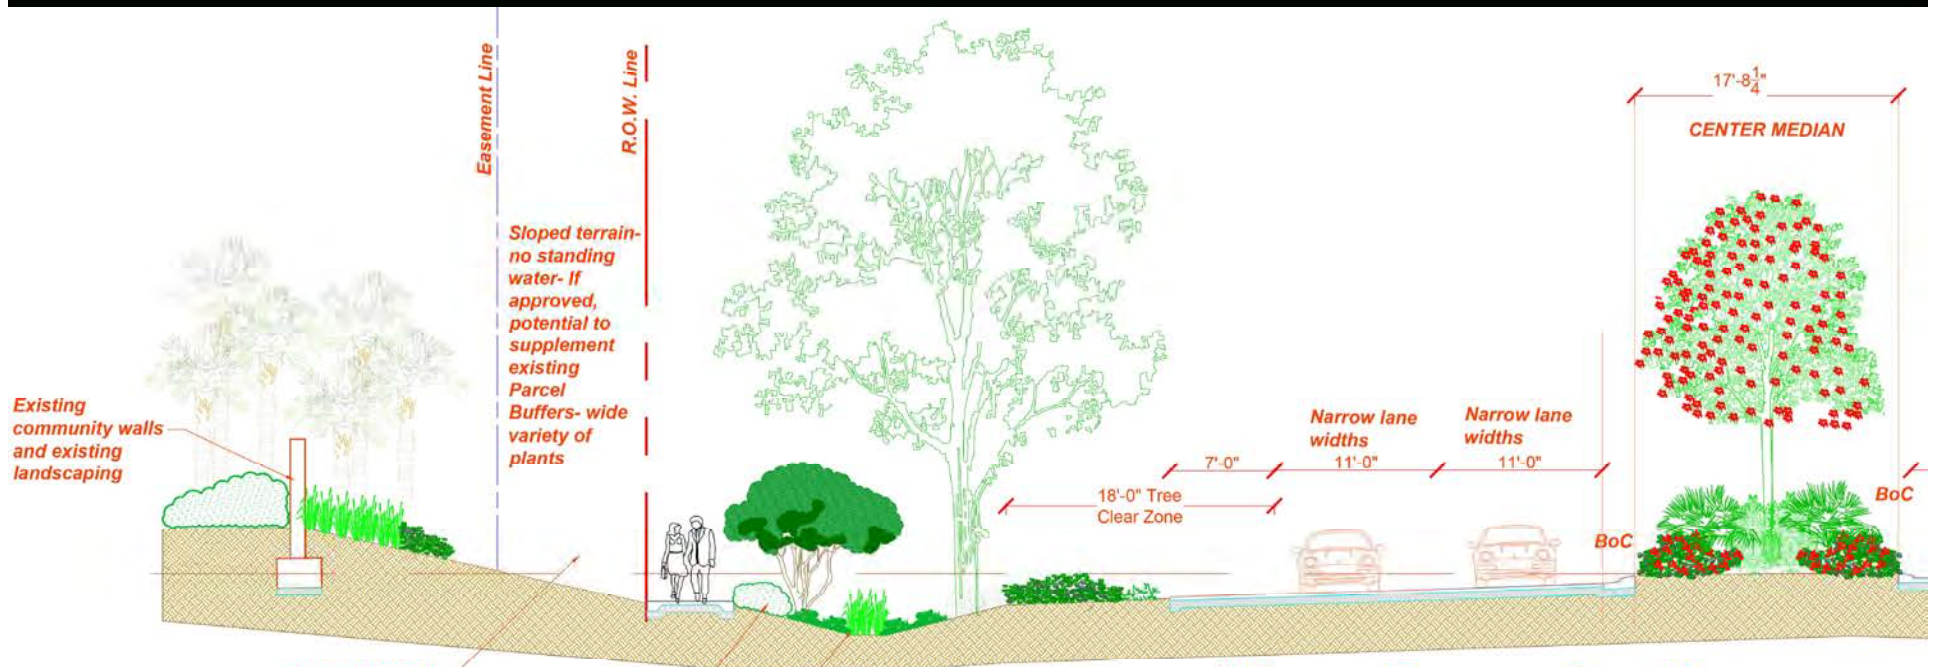 Easement Line
R.O.W. Line
17'-8 1/4"
CENTER MEDIAN
Sloped terrain-
no standing
water- If
approved,
potential to
supplement
existing
Parcel
Buffers- wide
variety of
plants
Existing
community walls
and existing
landscaping
Narrow lane
widths
Narrow lane
widths
7'-0"
11'-0"
11'-0"
18'-0" Tree
Clear Zone
BoC
BoC